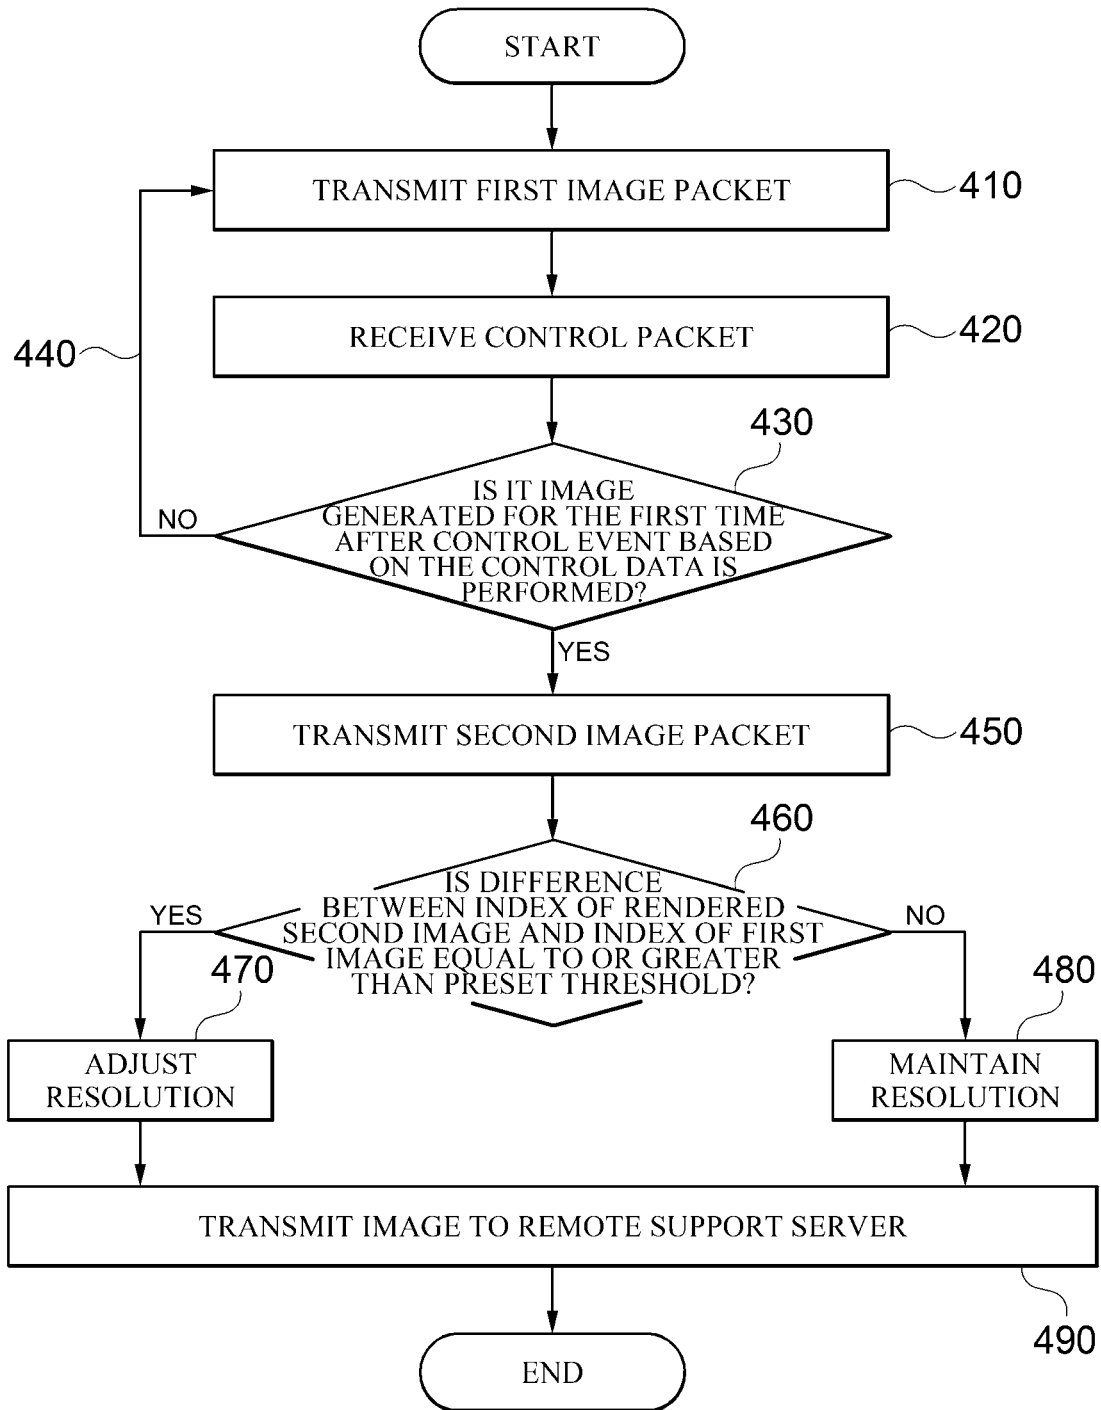 START
TRANSMIT FIRST IMAGE PACKET
410
RECEIVE CONTROL PACKET
420
440
430
IS IT IMAGE
GENERATED FOR THE FIRST TIME
AFTER CONTROL EVENT BASED
ON THE CONTROL DATA IS
PERFORMED?
NO
YES
TRANSMIT SECOND IMAGE PACKET
450
460
IS DIFFERENCE
BETWEEN INDEX OF RENDERED
SECOND IMAGE AND INDEX OF FIRST
IMAGE EQUAL TO OR GREATER
THAN PRESET THRESHOLD?
YES
NO
470
480
ADJUST
RESOLUTION
MAINTAIN
RESOLUTION
TRANSMIT IMAGE TO REMOTE SUPPORT SERVER
490
END